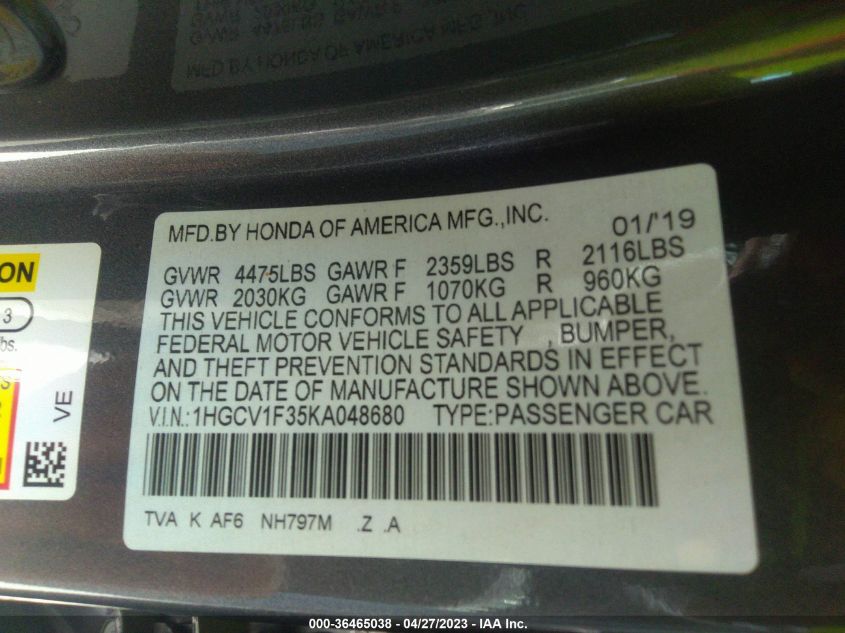 MFD.BY HONDA OF AMERICA MFG.,INC. 01/'19
GVWR 4475LBS GAWR F 2359LBS R 2116LBS
GVWR 2030KG GAWR F 1070KG R 960KG
THIS VEHICLE CONFORMS TO ALL APPLICABLE
FEDERAL MOTOR VEHICLE SAFETY , BUMPER,
AND THEFT PREVENTION STANDARDS IN EFFECT
ON THE DATE OF MANUFACTURE SHOWN ABOVE.
V.I.N.:1HGCV1F35KA048680 TYPE:PASSENGER CAR
TVA K AF6 NH797M .Z .A
ON
3
bs.
S
VE
000-36465038 - 04/27/2023 - IAA Inc.